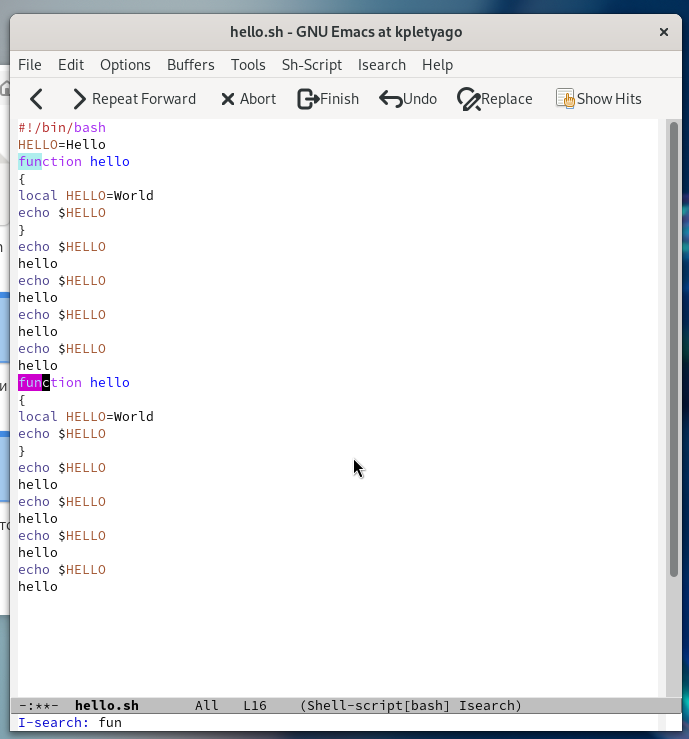 hello.sh - GNU Emacs at kpletyago
File Edit Options Buffers Tools Sh-Script Isearch Help
Repeat Forward Abort Finish Undo Replace Show Hits
#!/bin/bash
HELLO=Hello
function hello
{
local HELLO=World
echo $HELLO
}
echo $HELLO
hello
echo $HELLO
hello
echo $HELLO
hello
echo $HELLO
hello
function hello
{
local HELLO=World
echo $HELLO
}
echo $HELLO
hello
echo $HELLO
hello
echo $HELLO
hello
echo $HELLO
hello
-:**- hello.sh All L16 (Shell-script[bash] Isearch)
I-search: fun